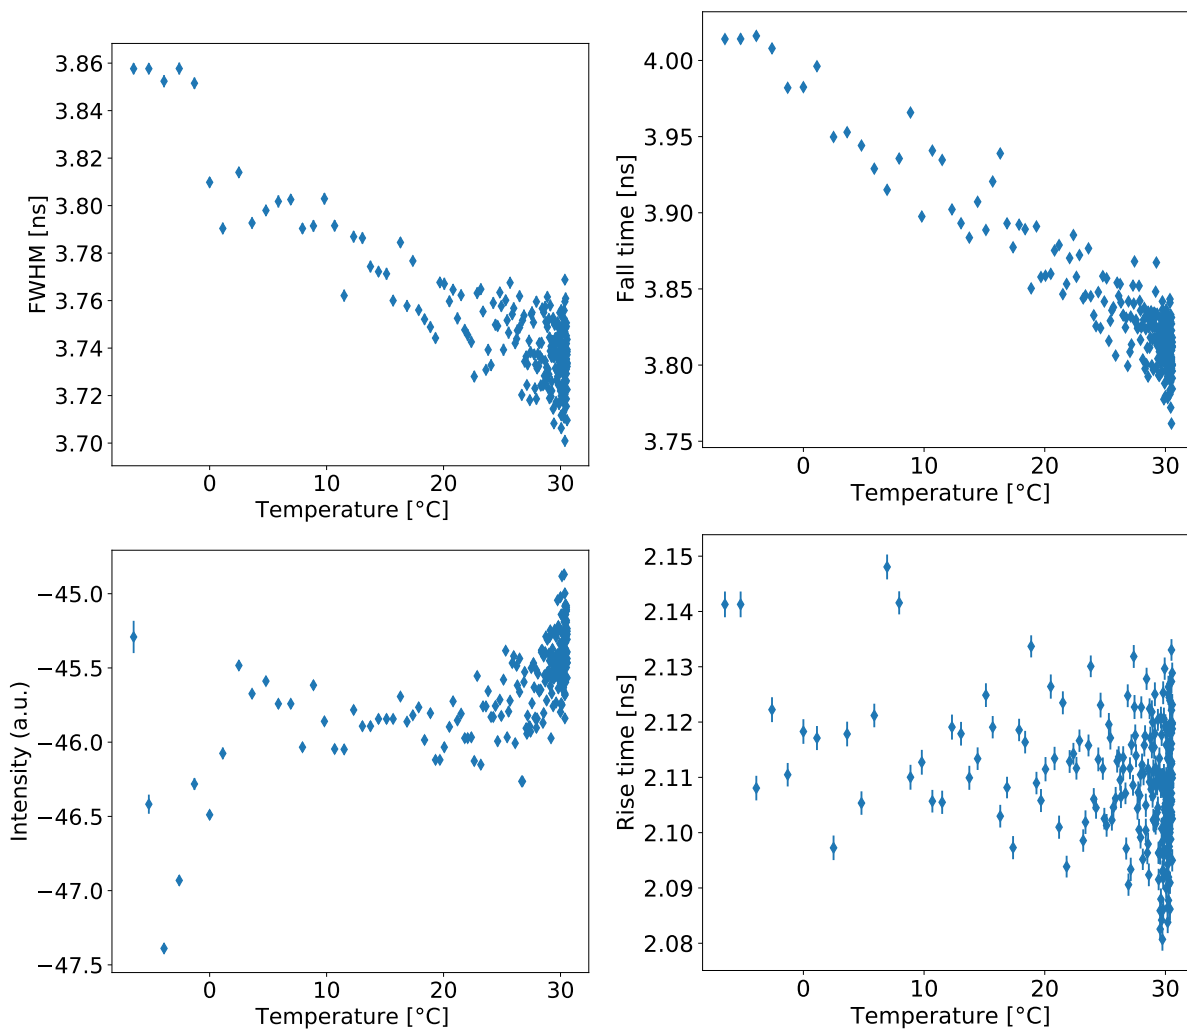 3.86
3.84
3.82
3.80
3.78
3.76
3.74
3.72
3.70
FWHM [ns]
0 10 20 30
Temperature [°C]
4.00
3.95
3.90
3.85
3.80
3.75
Fall time [ns]
0 10 20 30
Temperature [°C]
−45.0
−45.5
−46.0
−46.5
−47.0
−47.5
Intensity (a.u.)
0 10 20 30
Temperature [°C]
2.15
2.14
2.13
2.12
2.11
2.10
2.09
2.08
Rise time [ns]
0 10 20 30
Temperature [°C]